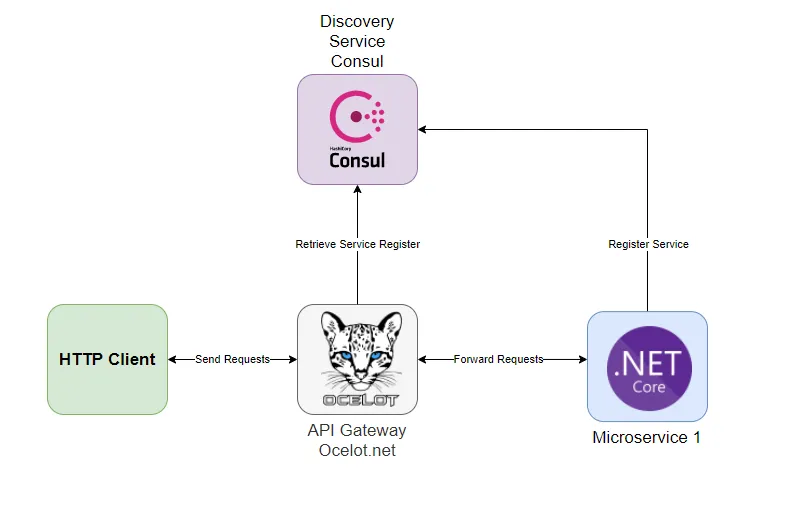 Discovery
Service
Consul
HashiCorp
Consul
Retrieve Service Register
Register Service
HTTP Client
Send Requests
OCELOT
Forward Requests
.NET
Core
API Gateway
Ocelot.net
Microservice 1